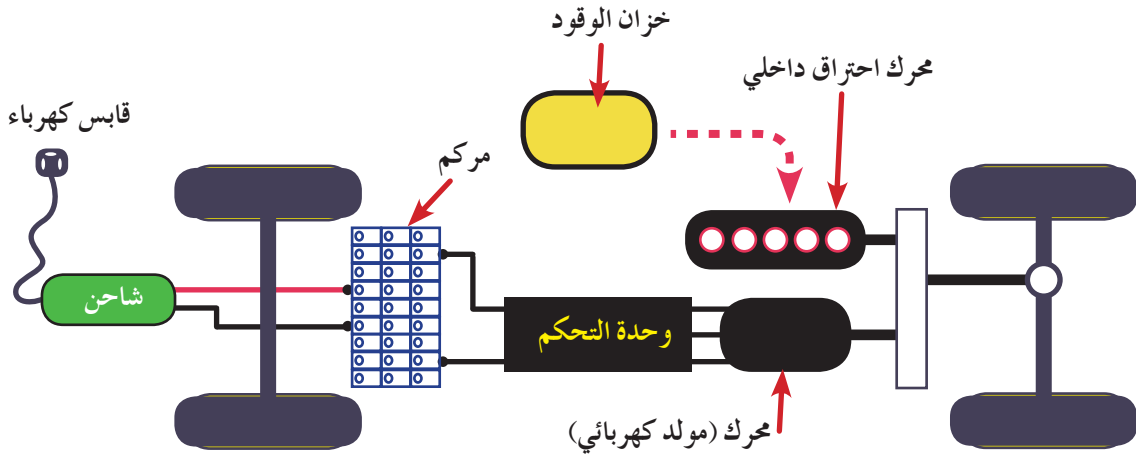 خزان الوقود
محرك احتراق داخلي
قابس كهرباء
مركم
شاحن
وحدة التحكم
محرك (مولد كهربائي)